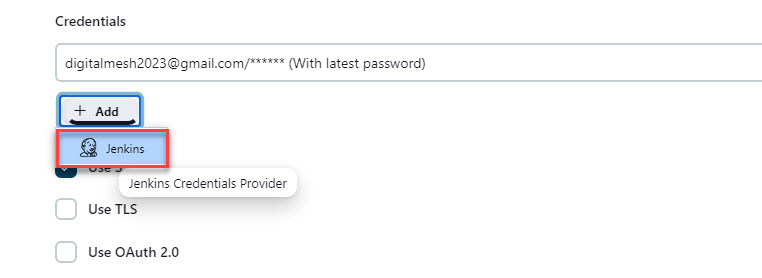 Credentials
digitalmesh2023@gmail.com/****** (With latest password)
+ Add
Jenkins
Use S
Jenkins Credentials Provider
Use TLS
Use OAuth 2.0